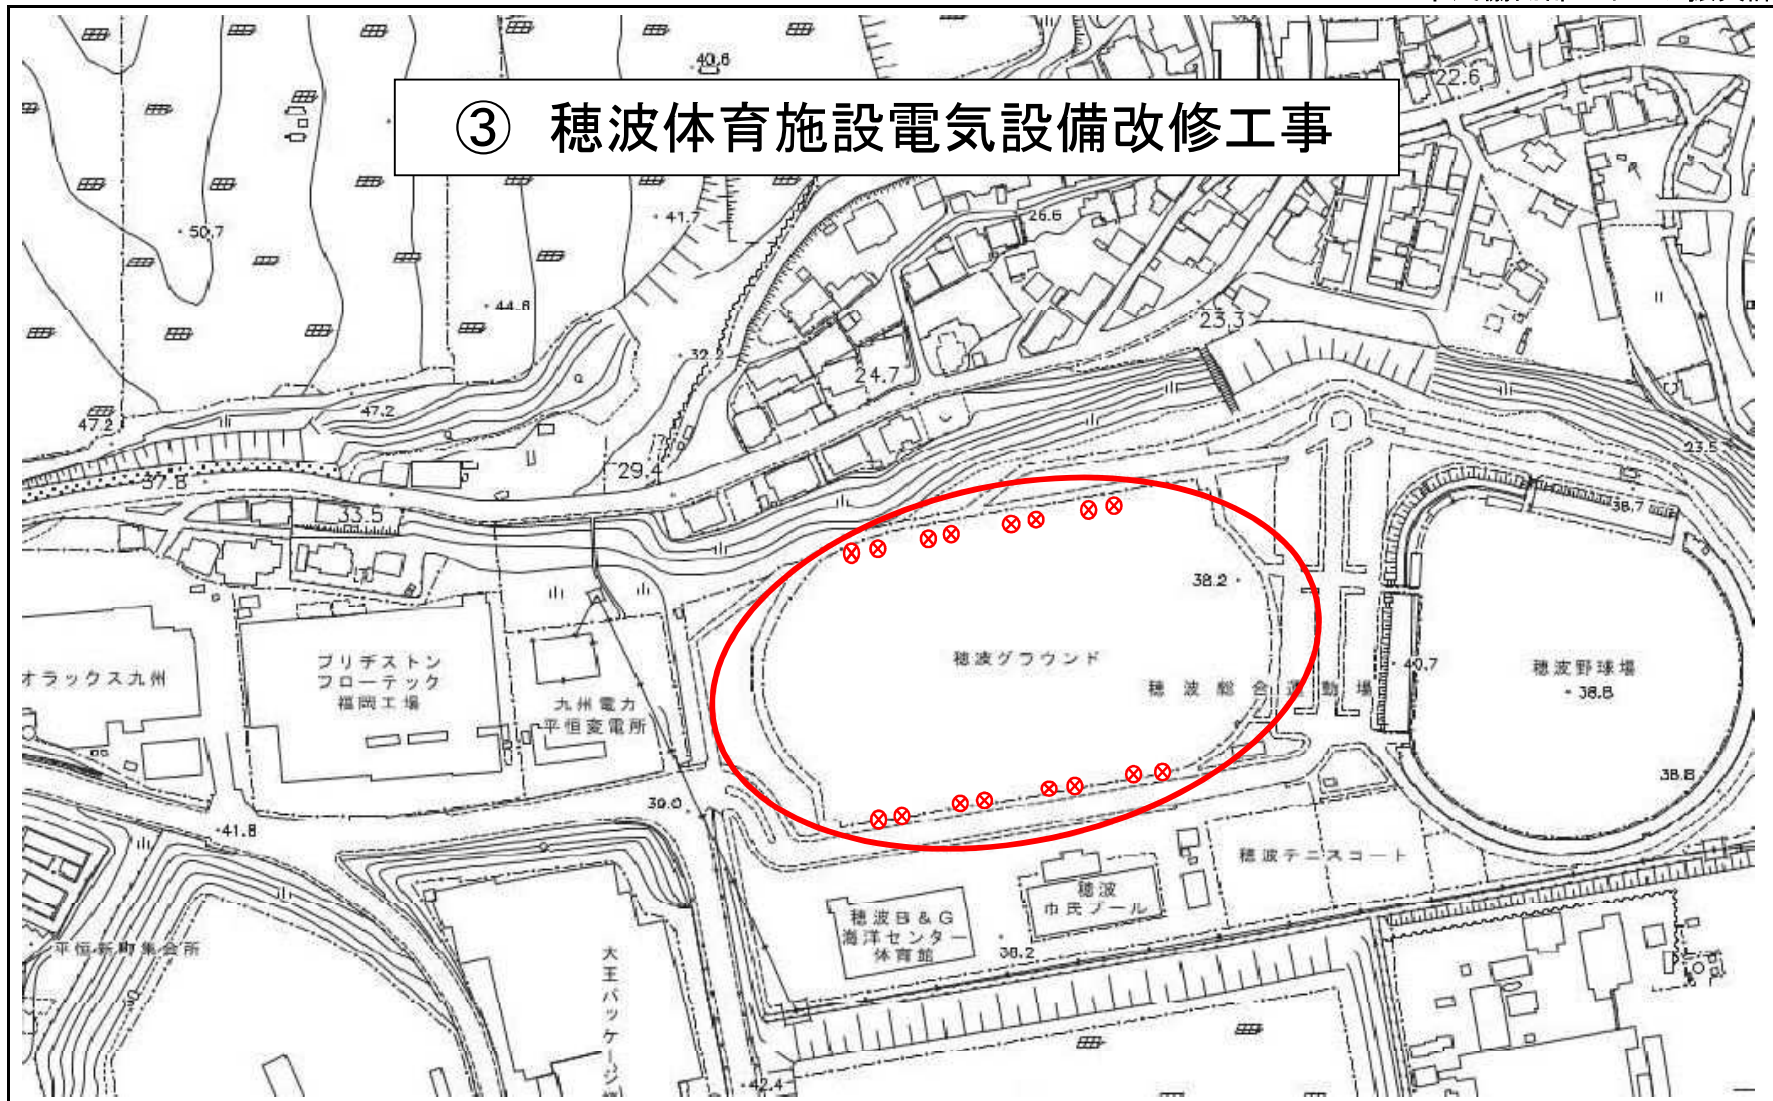 ③ 穂波体育施設電気設備改修工事
40.6
22.6
50.7
41.7
26.6
44.8
23.3
32.2
24.7
47.2
47.2
29.4
23.5
37.8
33.5
38.7
38.2
穂波グラウンド
穂波総合運動場
40.7
穂波野球場
38.8
オラックス九州
ブリヂストン
フローテック
福岡工場
九州電力
平恒変電所
38.8
39.0
41.8
穂波テニスコート
穂波
市民プール
穂波B&G
海洋センター
体育館
38.2
平恒新町集会所
大王パッケージ
42.4